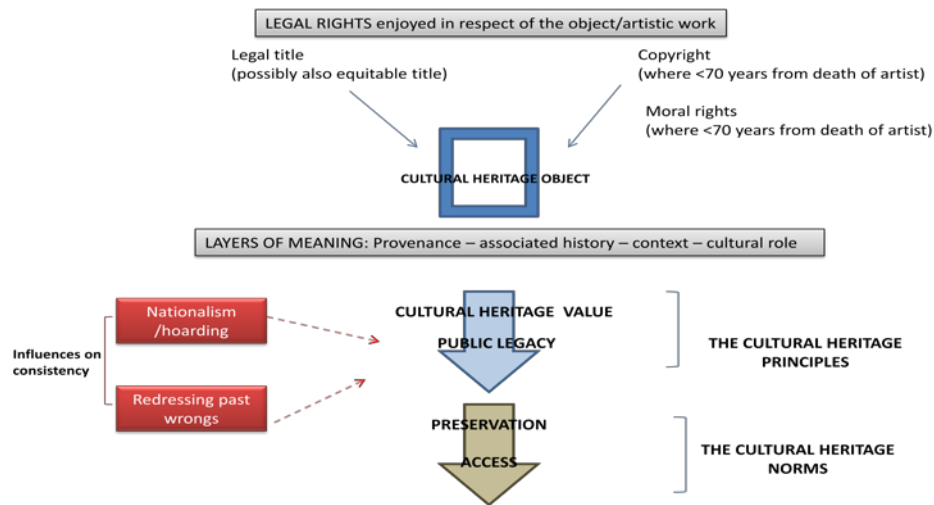 LEGAL RIGHTS enjoyed in respect of the object/artistic work
Legal title
(possibly also equitable title)
Copyright
(where <70 years from death of artist)
Moral rights
(where <70 years from death of artist)
CULTURAL HERITAGE OBJECT
LAYERS OF MEANING: Provenance – associated history – context – cultural role
Nationalism
/hoarding
Influences on
consistency
Redressing past
wrongs
CULTURAL HERITAGE VALUE
PUBLIC LEGACY
THE CULTURAL HERITAGE
PRINCIPLES
PRESERVATION
ACCESS
THE CULTURAL HERITAGE
NORMS